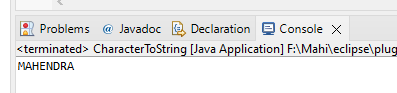 Problems @ Javadoc Declaration Console
<terminated> CharacterToString [Java Application] F:\Mahi\eclipse\plug
MAHENDRA